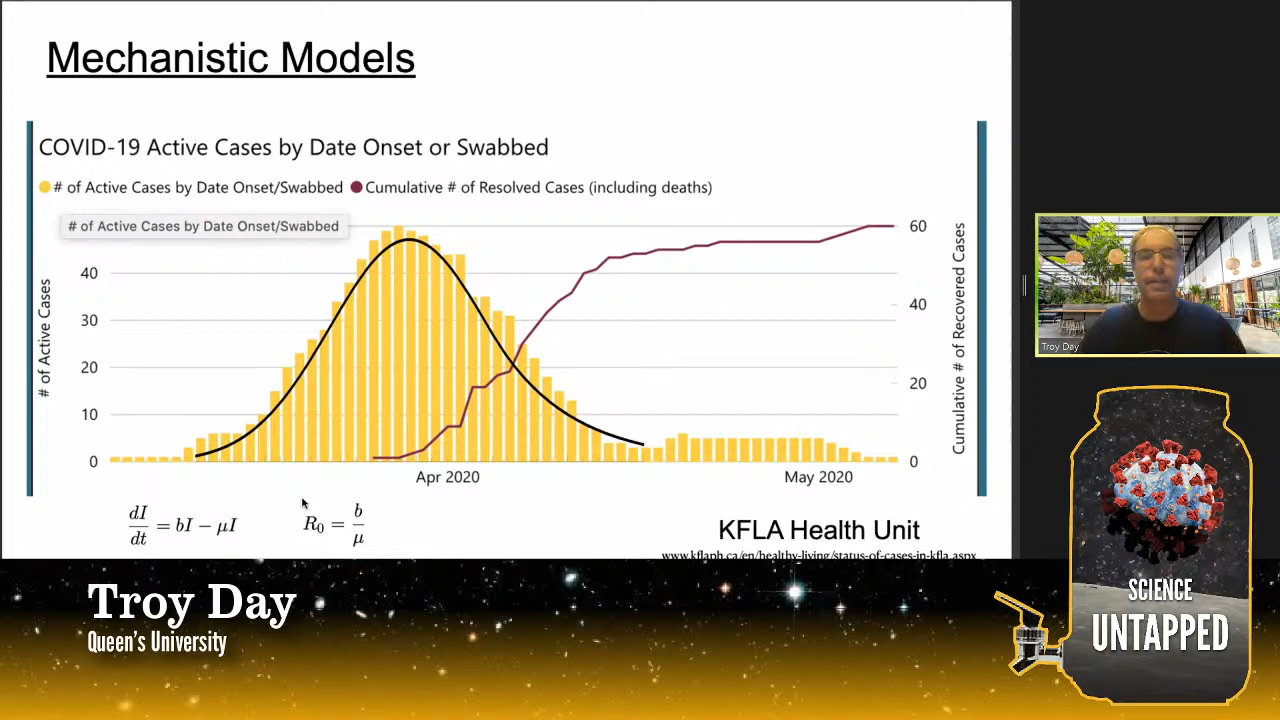 Mechanistic Models
COVID-19 Active Cases by Date Onset or Swabbed
# of Active Cases by Date Onset/Swabbed Cumulative # of Resolved Cases (including deaths)
# of Active Cases by Date Onset/Swabbed
# of Active Cases
40
30
20
10
0
60
40
20
0
Cumulative # of Recovered Cases
Apr 2020 May 2020
dI/dt = bI − μI
R₀ = b/μ
KFLA Health Unit
www.kflaph.ca/en/healthy-living/status-of-cases-in-kfla.aspx
Troy Day
Troy Day
Queen's University
SCIENCE
UNTAPPED